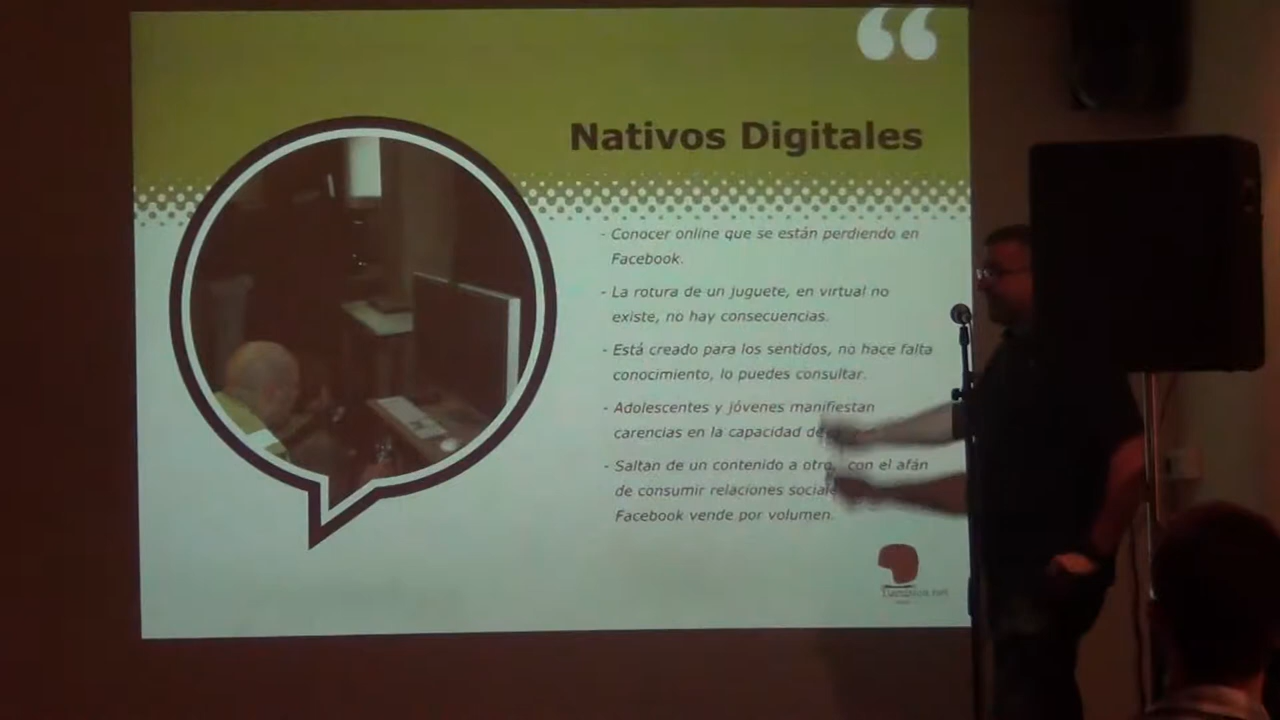 “
Nativos Digitales
- Conocer online que se están perdiendo en
Facebook.
- La rotura de un juguete, en virtual no
existe, no hay consecuencias.
- Está creado para los sentidos, no hace falta
conocimiento, lo puedes consultar.
- Adolescentes y jóvenes manifiestan
carencias en la capacidad de
- Saltan de un contenido a otro, con el afán
de consumir relaciones
Facebook vende por volumen.